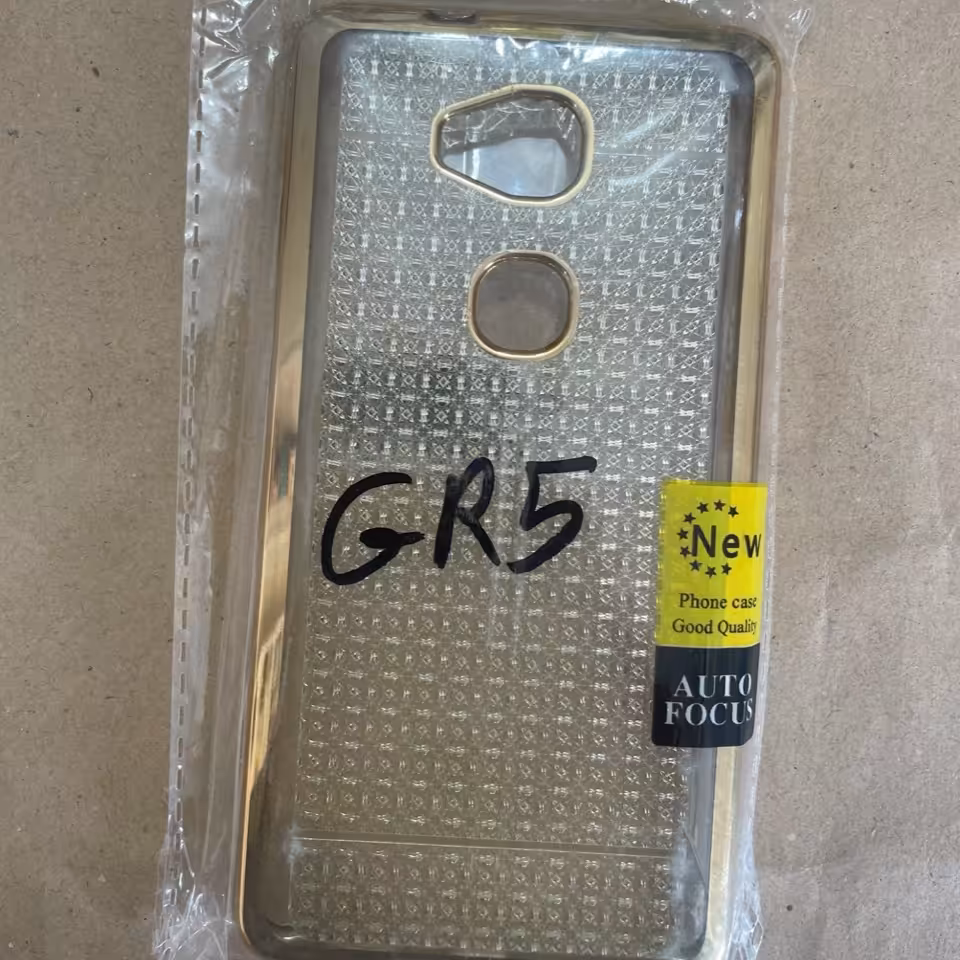 GR5
New
Phone case
Good Quality
AUTO
FOCUS